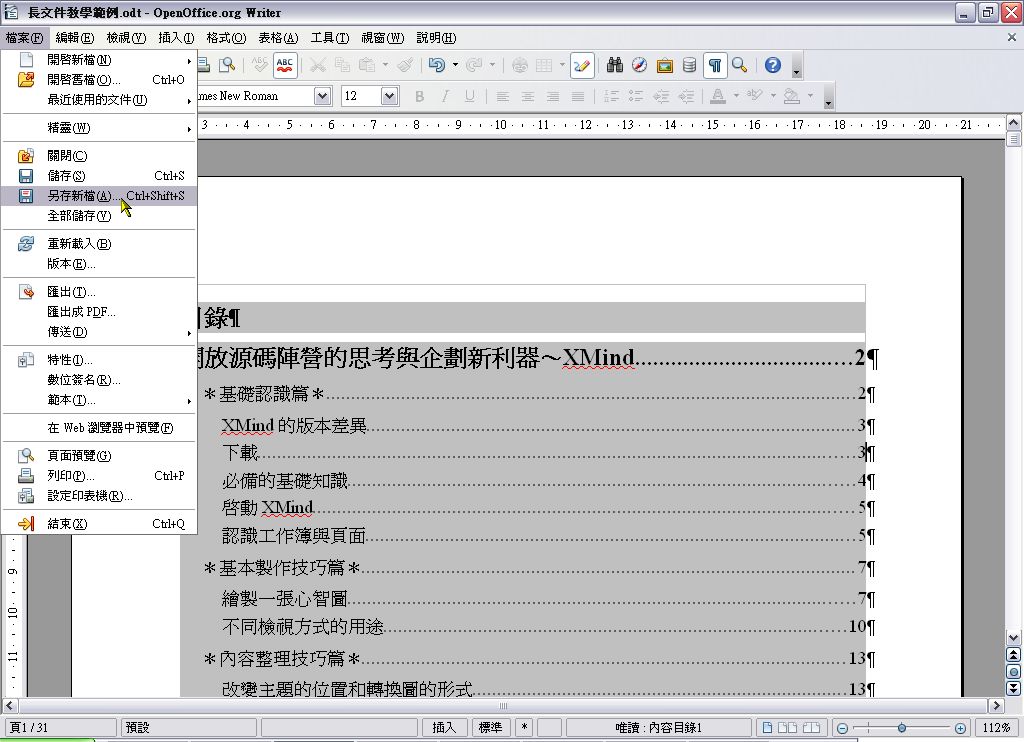 長文件教學範例.odt - OpenOffice.org Writer
檔案(F) 編輯(E) 檢視(V) 插入(I) 格式(O) 表格(A) 工具(T) 視窗(W) 說明(H)
開啓新檔(N)
開啓舊檔(O)... Ctrl+O
最近使用的文件(U)
精靈(W)
關閉(C)
儲存(S) Ctrl+S
另存新檔(A)... Ctrl+Shift+S
全部儲存(V)
重新載入(B)
版本(E)...
匯出(T)...
匯出成 PDF...
傳送(D)
特性(I)...
數位簽名(R)...
範本(T)...
在 Web 瀏覽器中預覽(F)
頁面預覽(G)
列印(P)... Ctrl+P
設定印表機(R)...
結束(X) Ctrl+Q
ABC ABC
mes New Roman 12 B I U
3 4 5 6 7 8 9 10 11 12 13 14 15 16 17 18 19 20 21
錄¶
放源碼陣營的思考與企劃新利器～XMind..............................2¶
＊基礎認識篇＊..............................2¶
XMind 的版本差異..............................3¶
下載..............................3¶
必備的基礎知識..............................4¶
啓動 XMind..............................5¶
認識工作簿與頁面..............................5¶
＊基本製作技巧篇＊..............................7¶
繪製一張心智圖..............................7¶
不同檢視方式的用途..............................10¶
＊內容整理技巧篇＊..............................13¶
改變主題的位置和轉換圖的形式..............................13¶
9
10
11
頁1 / 31 預設 插入 標準 * 唯讀 : 內容目錄1 112%